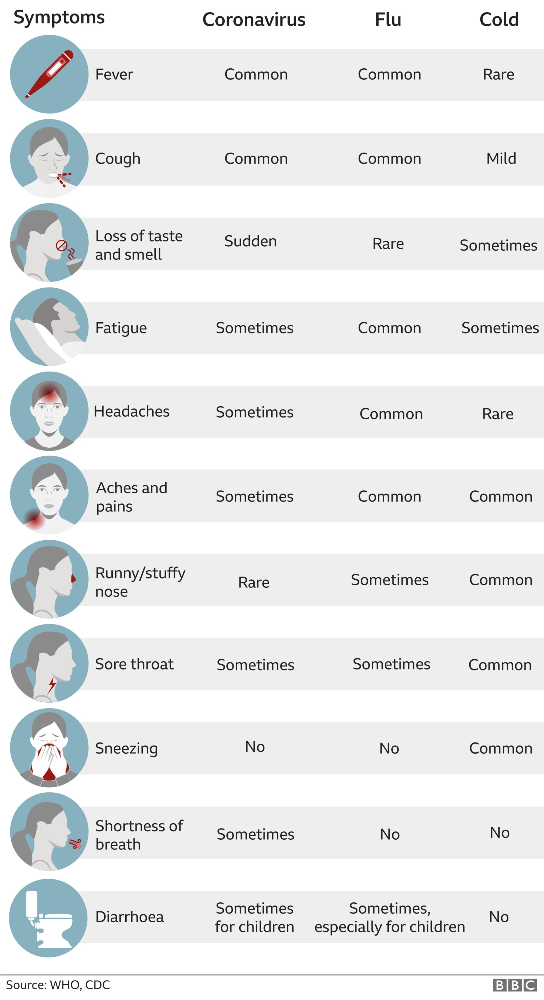 Symptoms Coronavirus Flu Cold
Fever Common Common Rare
Cough Common Common Mild
Loss of taste
and smell Sudden Rare Sometimes
Fatigue Sometimes Common Sometimes
Headaches Sometimes Common Rare
Aches and
pains Sometimes Common Common
Runny/stuffy
nose Rare Sometimes Common
Sore throat Sometimes Sometimes Common
Sneezing No No Common
Shortness of
breath Sometimes No No
Diarrhoea Sometimes
for children Sometimes,
especially for children No
Source: WHO, CDC BBC